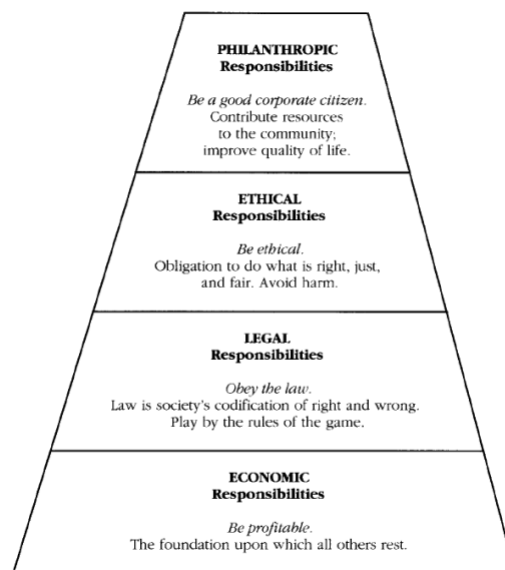 PHILANTHROPIC
Responsibilities
Be a good corporate citizen.
Contribute resources
to the community;
improve quality of life.
ETHICAL
Responsibilities
Be ethical.
Obligation to do what is right, just,
and fair. Avoid harm.
LEGAL
Responsibilities
Obey the law.
Law is society's codification of right and wrong.
Play by the rules of the game.
ECONOMIC
Responsibilities
Be profitable.
The foundation upon which all others rest.